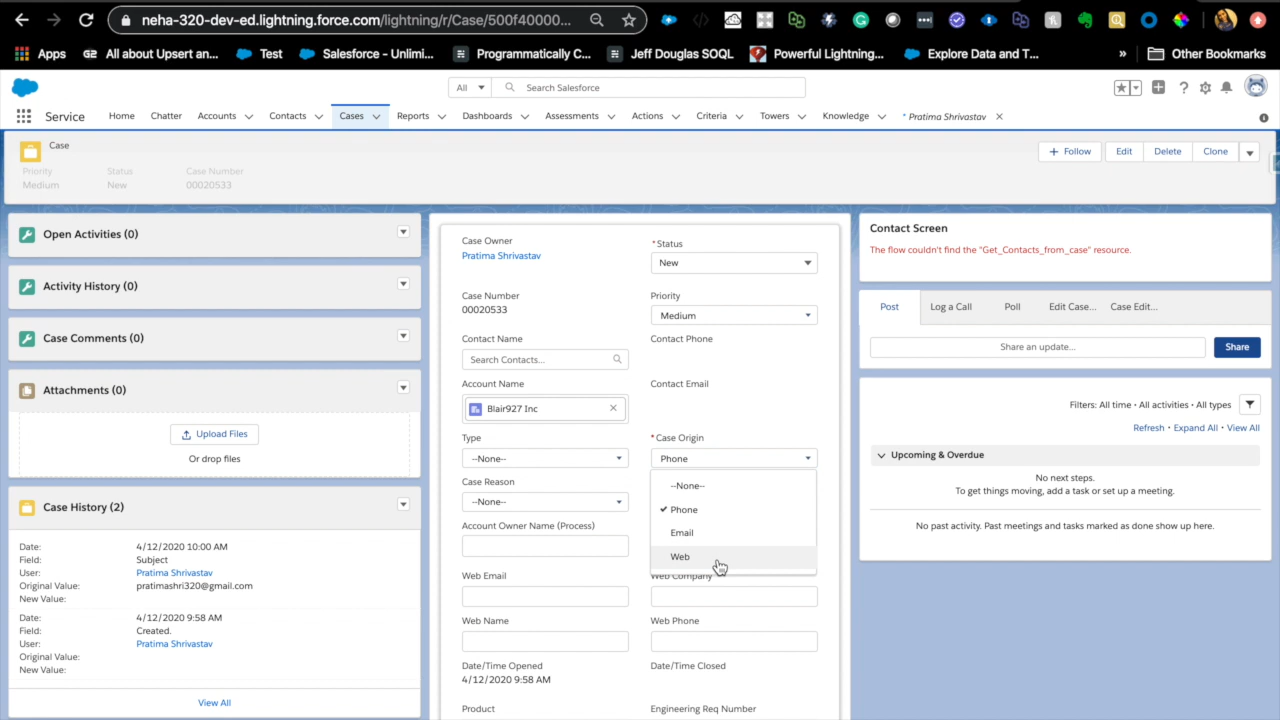 neha-320-dev-ed.lightning.force.com/lightning/r/Case/500f40000...
Apps
G2 All about Upsert an...
Test
Salesforce - Unlimi...
Programmatically C...
Jeff Douglas SOQL
Powerful Lightning...
Explore Data and T...
»
Other Bookmarks
All
Search Salesforce
Service
Home
Chatter
Accounts
Contacts
Cases
Reports
Dashboards
Assessments
Actions
Criteria
Towers
Knowledge
* Pratima Shrivastav
Case
+ Follow
Edit
Delete
Clone
Priority
Status
Case Number
Medium
New
00020533
Open Activities (0)
Activity History (0)
Case Comments (0)
Attachments (0)
Upload Files
Or drop files
Case History (2)
Date: 4/12/2020 10:00 AM
Field: Subject
User: Pratima Shrivastav
Original Value: pratimashri320@gmail.com
New Value:
Date: 4/12/2020 9:58 AM
Field: Created.
User: Pratima Shrivastav
Original Value:
New Value:
View All
Case Owner
Pratima Shrivastav
* Status
New
Case Number
00020533
Priority
Medium
Contact Name
Search Contacts...
Contact Phone
Account Name
Blair927 Inc
Contact Email
Type
--None--
* Case Origin
Phone
Case Reason
--None--
--None--
Phone
Email
Web
Account Owner Name (Process)
Web Email
Web Company
Web Name
Web Phone
Date/Time Opened
4/12/2020 9:58 AM
Date/Time Closed
Product
Engineering Req Number
Contact Screen
The flow couldn't find the "Get_Contacts_from_case" resource.
Post
Log a Call
Poll
Edit Case...
Case Edit...
Share an update...
Share
Filters: All time • All activities • All types
Refresh • Expand All • View All
Upcoming & Overdue
No next steps.
To get things moving, add a task or set up a meeting.
No past activity. Past meetings and tasks marked as done show up here.